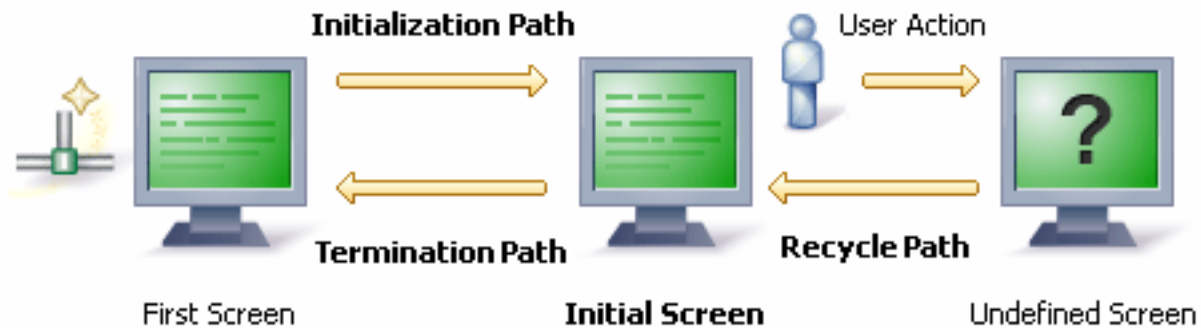 Initialization Path
User Action
?
Termination Path
Recycle Path
First Screen
Initial Screen
Undefined Screen